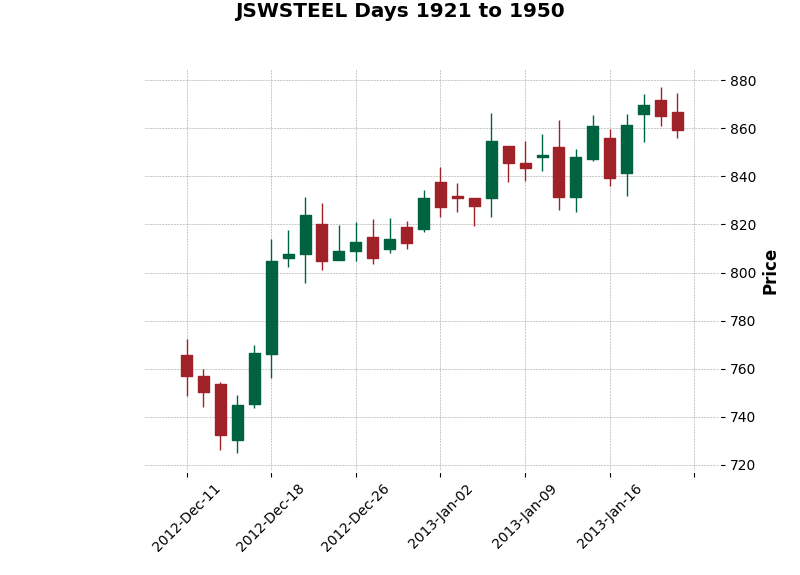 JSWSTEEL Days 1921 to 1950
880
860
840
820
800
780
760
740
720
Price
2012-Dec-11
2012-Dec-18
2012-Dec-26
2013-Jan-02
2013-Jan-09
2013-Jan-16